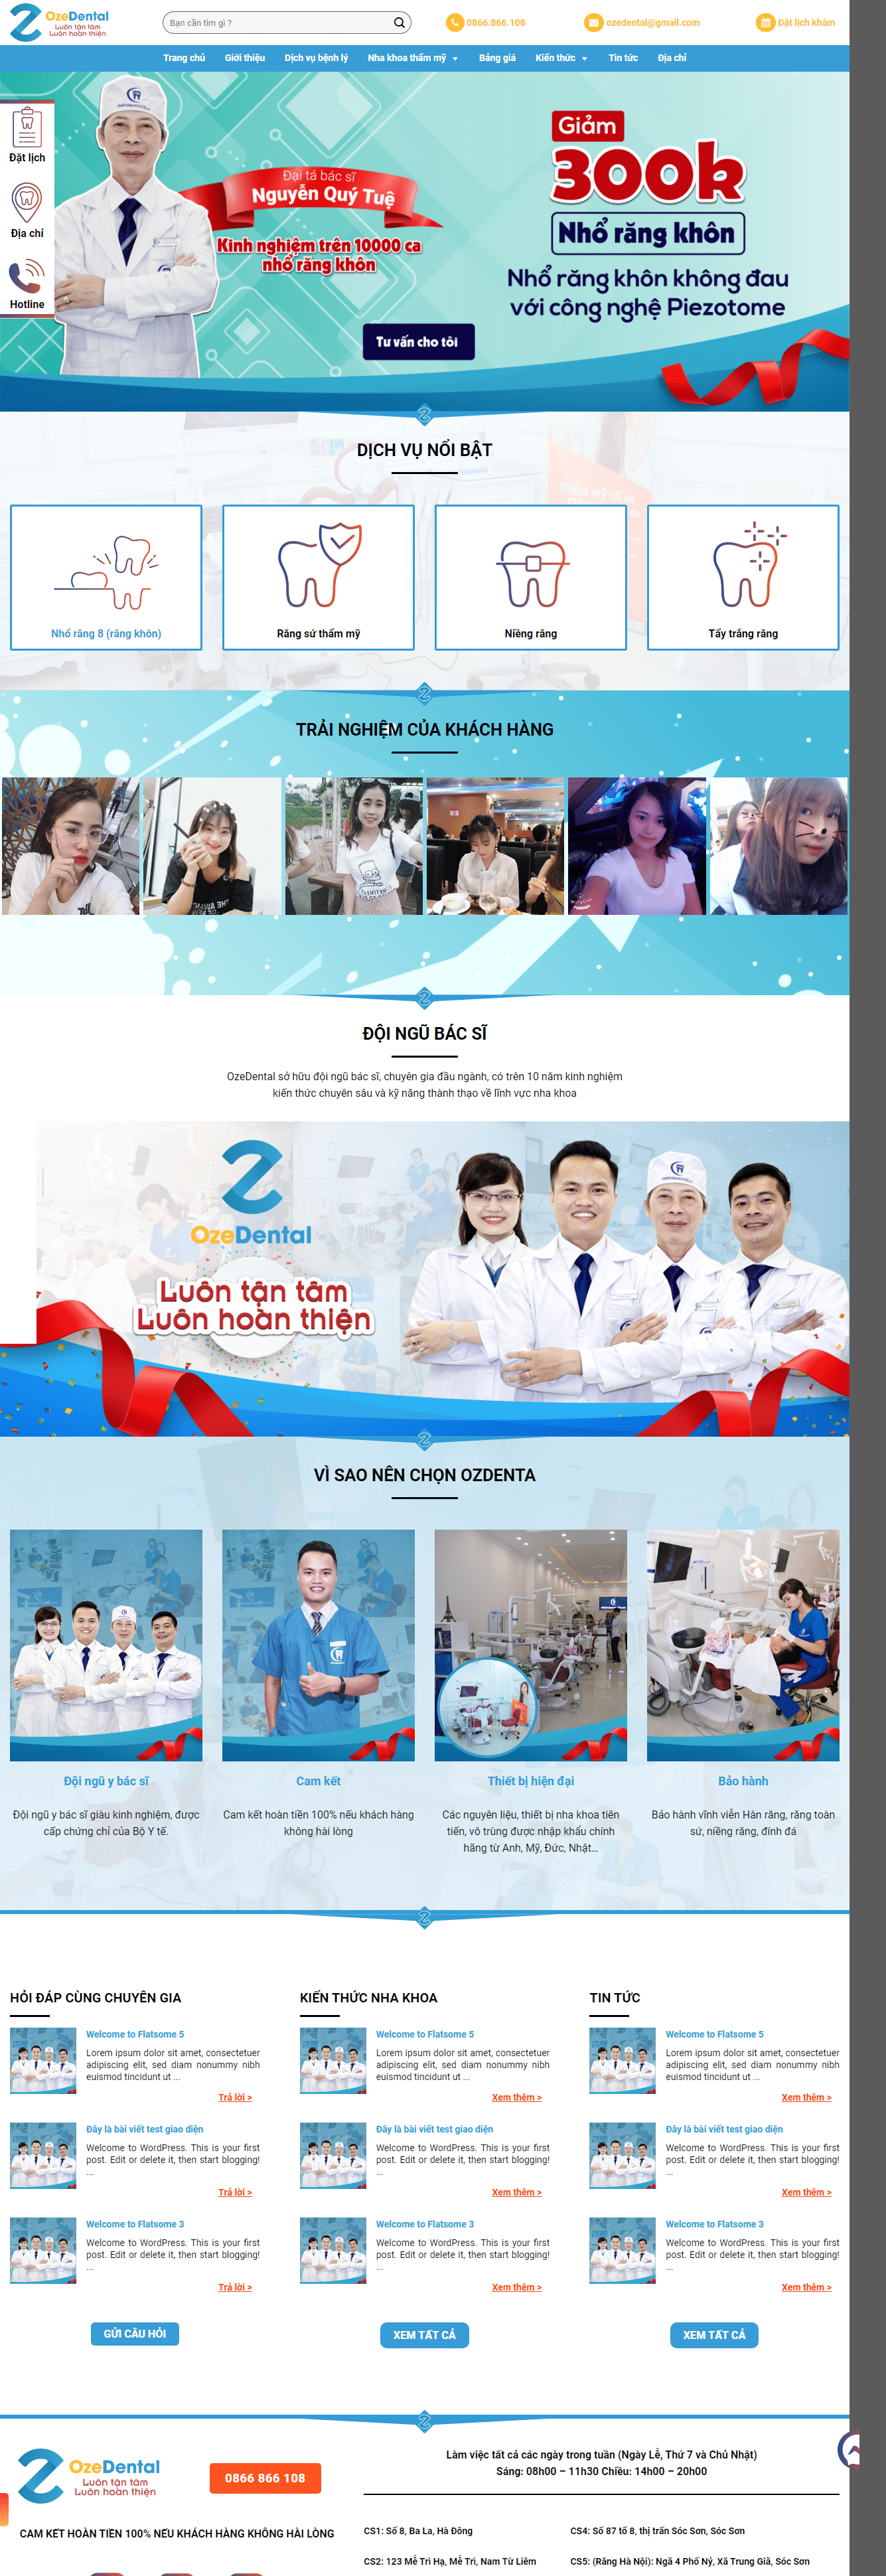 OzeDental
Luôn tận tâm
Luôn hoàn thiện
Bạn cần tìm gì ?
0866.866.108
ozedental@gmail.com
Đặt lịch khám
Trang chủ
Giới thiệu
Dịch vụ bệnh lý
Nha khoa thẩm mỹ
Bảng giá
Kiến thức
Tin tức
Địa chỉ
Đặt lịch
Địa chỉ
Hotline
Đại tá bác sĩ
Nguyễn Quý Tuệ
Kinh nghiệm trên 10000 ca
nhổ răng khôn
Giảm
300k
Nhổ răng khôn
Nhổ răng khôn không đau
với công nghệ Piezotome
Tư vấn cho tôi
DỊCH VỤ NỔI BẬT
Nhổ răng 8 (răng khôn)
Răng sứ thẩm mỹ
Niềng răng
Tẩy trắng răng
TRẢI NGHIỆM CỦA KHÁCH HÀNG
ĐỘI NGŨ BÁC SĨ
OzeDental sở hữu đội ngũ bác sĩ, chuyên gia đầu ngành, có trên 10 năm kinh nghiệm
kiến thức chuyên sâu và kỹ năng thành thạo về lĩnh vực nha khoa
OzeDental
Luôn tận tâm
Luôn hoàn thiện
VÌ SAO NÊN CHỌN OZDENTA
Đội ngũ y bác sĩ
Đội ngũ y bác sĩ giàu kinh nghiệm, được
cấp chứng chỉ của Bộ Y tế.
Cam kết
Cam kết hoàn tiền 100% nếu khách hàng
không hài lòng
Thiết bị hiện đại
Các nguyên liệu, thiết bị nha khoa tiên
tiến, vô trùng được nhập khẩu chính
hãng từ Anh, Mỹ, Đức, Nhật...
Bảo hành
Bảo hành vĩnh viễn Hàn răng, răng toàn
sứ, niềng răng, đính đá
HỎI ĐÁP CÙNG CHUYÊN GIA
Welcome to Flatsome 5
Lorem ipsum dolor sit amet, consectetuer
adipiscing elit, sed diam nonummy nibh
euismod tincidunt ut ...
Trả lời >
Đây là bài viết test giao diện
Welcome to WordPress. This is your first
post. Edit or delete it, then start blogging!
...
Trả lời >
Welcome to Flatsome 3
Welcome to WordPress. This is your first
post. Edit or delete it, then start blogging!
...
Trả lời >
GỬI CÂU HỎI
KIẾN THỨC NHA KHOA
Welcome to Flatsome 5
Lorem ipsum dolor sit amet, consectetuer
adipiscing elit, sed diam nonummy nibh
euismod tincidunt ut ...
Xem thêm >
Đây là bài viết test giao diện
Welcome to WordPress. This is your first
post. Edit or delete it, then start blogging!
...
Xem thêm >
Welcome to Flatsome 3
Welcome to WordPress. This is your first
post. Edit or delete it, then start blogging!
...
Xem thêm >
XEM TẤT CẢ
TIN TỨC
Welcome to Flatsome 5
Lorem ipsum dolor sit amet, consectetuer
adipiscing elit, sed diam nonummy nibh
euismod tincidunt ut ...
Xem thêm >
Đây là bài viết test giao diện
Welcome to WordPress. This is your first
post. Edit or delete it, then start blogging!
...
Xem thêm >
Welcome to Flatsome 3
Welcome to WordPress. This is your first
post. Edit or delete it, then start blogging!
...
Xem thêm >
XEM TẤT CẢ
OzeDental
Luôn tận tâm
Luôn hoàn thiện
0866 866 108
CAM KẾT HOÀN TIỀN 100% NẾU KHÁCH HÀNG KHÔNG HÀI LÒNG
Làm việc tất cả các ngày trong tuần (Ngày Lễ, Thứ 7 và Chủ Nhật)
Sáng: 08h00 – 11h30 Chiều: 14h00 – 20h00
CS1: Số 8, Ba La, Hà Đông
CS4: Số 87 tổ 8, thị trấn Sóc Sơn, Sóc Sơn
CS2: 123 Mễ Trì Hạ, Mễ Trì, Nam Từ Liêm
CS5: (Răng Hà Nội): Ngã 4 Phố Nỷ, Xã Trung Giã, Sóc Sơn